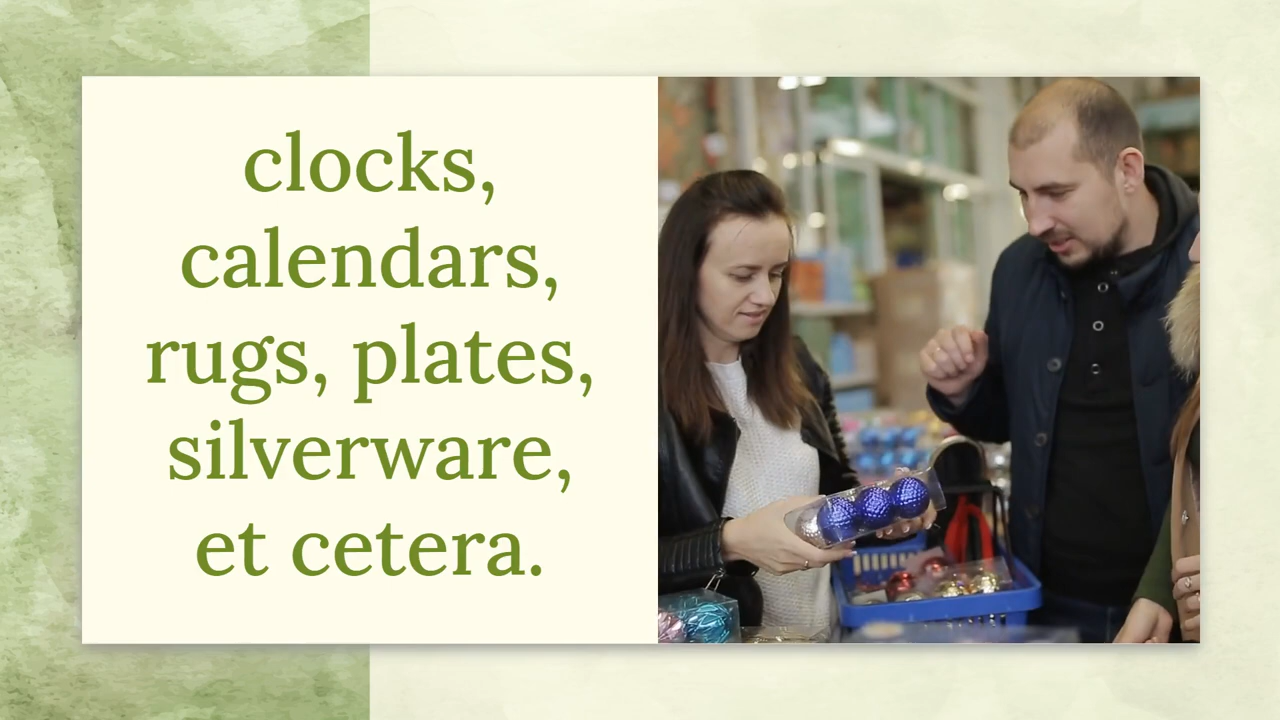 clocks,
calendars,
rugs, plates,
silverware,
et cetera.